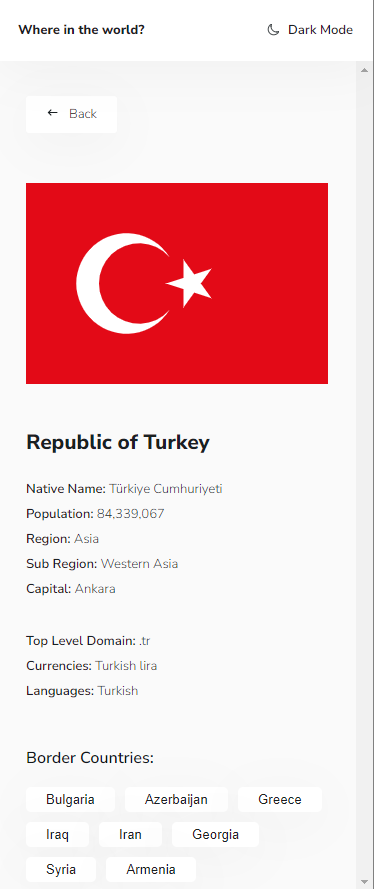 Where in the world? Dark Mode
Back
Republic of Turkey
Native Name: Türkiye Cumhuriyeti
Population: 84,339,067
Region: Asia
Sub Region: Western Asia
Capital: Ankara
Top Level Domain: .tr
Currencies: Turkish lira
Languages: Turkish
Border Countries:
Bulgaria Azerbaijan Greece
Iraq Iran Georgia
Syria Armenia